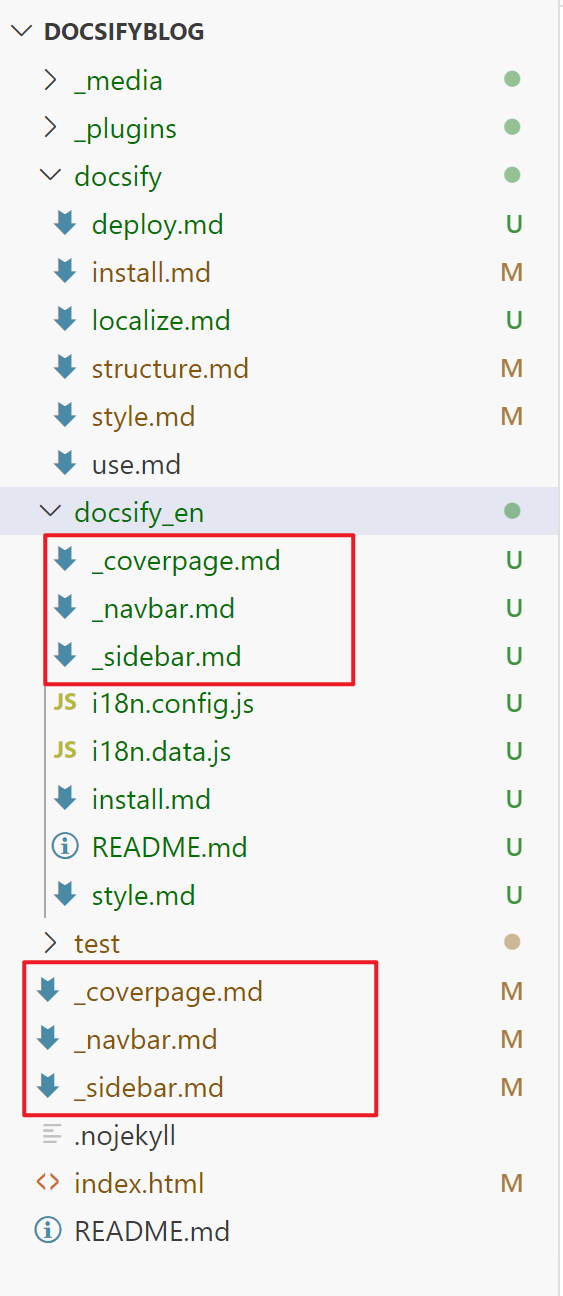 DOCSIFYBLOG
_media
_plugins
docsify
deploy.md U
install.md M
localize.md U
structure.md M
style.md M
use.md
docsify_en
_coverpage.md U
_navbar.md U
_sidebar.md U
JS i18n.config.js U
JS i18n.data.js U
install.md U
README.md U
style.md U
test
_coverpage.md M
_navbar.md M
_sidebar.md M
.nojekyll
index.html M
README.md